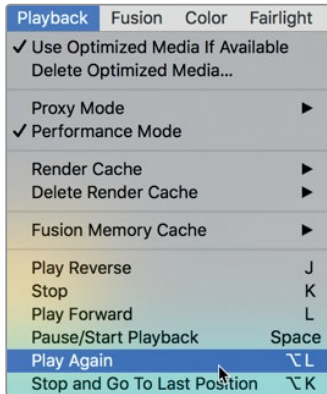 Playback Fusion Color Fairlight
✓ Use Optimized Media If Available
Delete Optimized Media...
Proxy Mode ▶
✓ Performance Mode
Render Cache ▶
Delete Render Cache ▶
Fusion Memory Cache ▶
Play Reverse J
Stop K
Play Forward L
Pause/Start Playback Space
Play Again ⌥L
Stop and Go To Last Position ⌥K